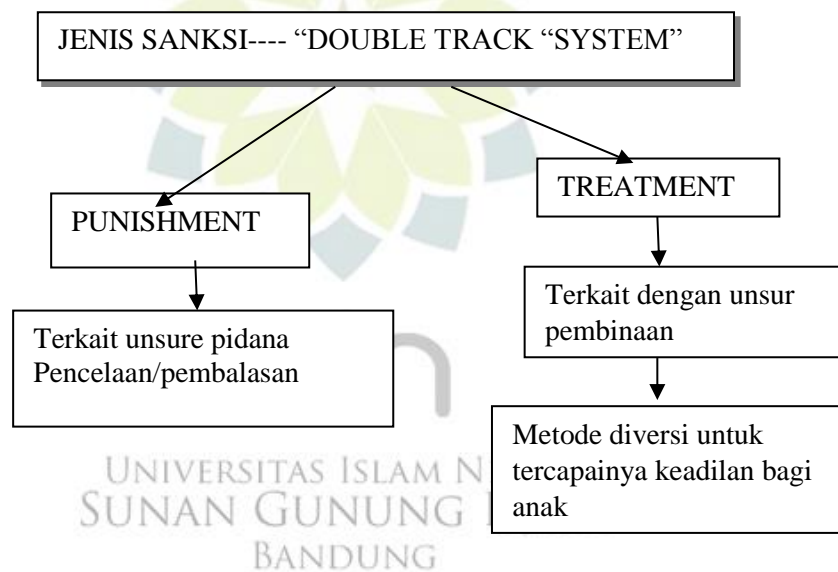 JENIS SANKSI---- “DOUBLE TRACK “SYSTEM”
PUNISHMENT
TREATMENT
Terkait unsure pidana
Pencelaan/pembalasan
Terkait dengan unsur
pembinaan
Metode diversi untuk
tercapainya keadilan bagi
anak
UNIVERSITAS ISLAM N
SUNAN GUNUNG
BANDUNG